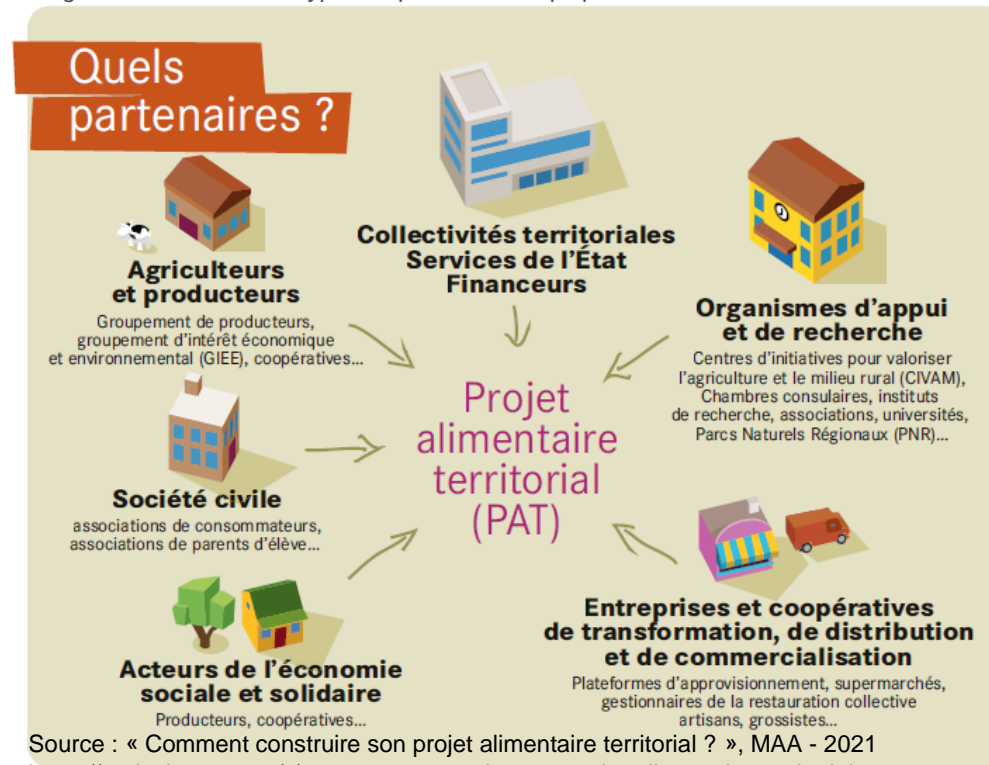 Quels
partenaires ?
Collectivités territoriales
Services de l'État
Financeurs
Agriculteurs
et producteurs
Groupement de producteurs,
groupement d'intérêt économique
et environnemental (GIEE), coopératives...
Organismes d'appui
et de recherche
Centres d'initiatives pour valoriser
l'agriculture et le milieu rural (CIVAM),
Chambres consulaires, instituts
de recherche, associations, universités,
Parcs Naturels Régionaux (PNR)...
Projet
alimentaire
territorial
(PAT)
Société civile
associations de consommateurs,
associations de parents d'élève...
Acteurs de l'économie
sociale et solidaire
Producteurs, coopératives...
Entreprises et coopératives
de transformation, de distribution
et de commercialisation
Plateformes d'approvisionnement, supermarchés,
gestionnaires de la restauration collective
artisans, grossistes...
Source : « Comment construire son projet alimentaire territorial ? », MAA - 2021